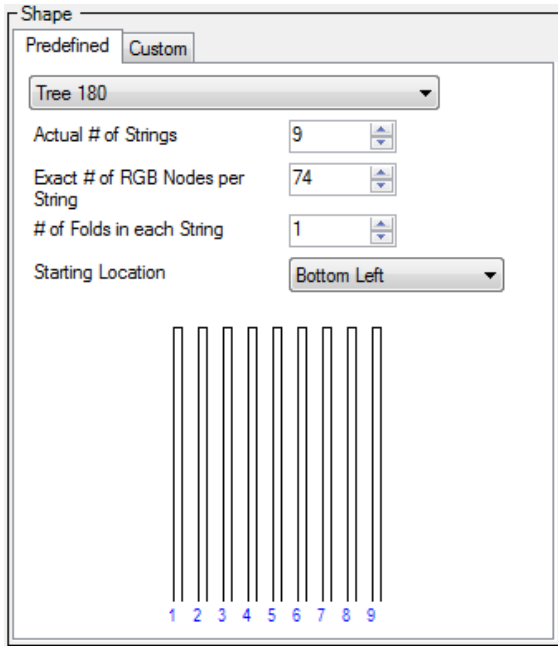 Shape
Predefined Custom
Tree 180
Actual # of Strings 9
Exact # of RGB Nodes per 74
String
# of Folds in each String 1
Starting Location Bottom Left
1 2 3 4 5 6 7 8 9